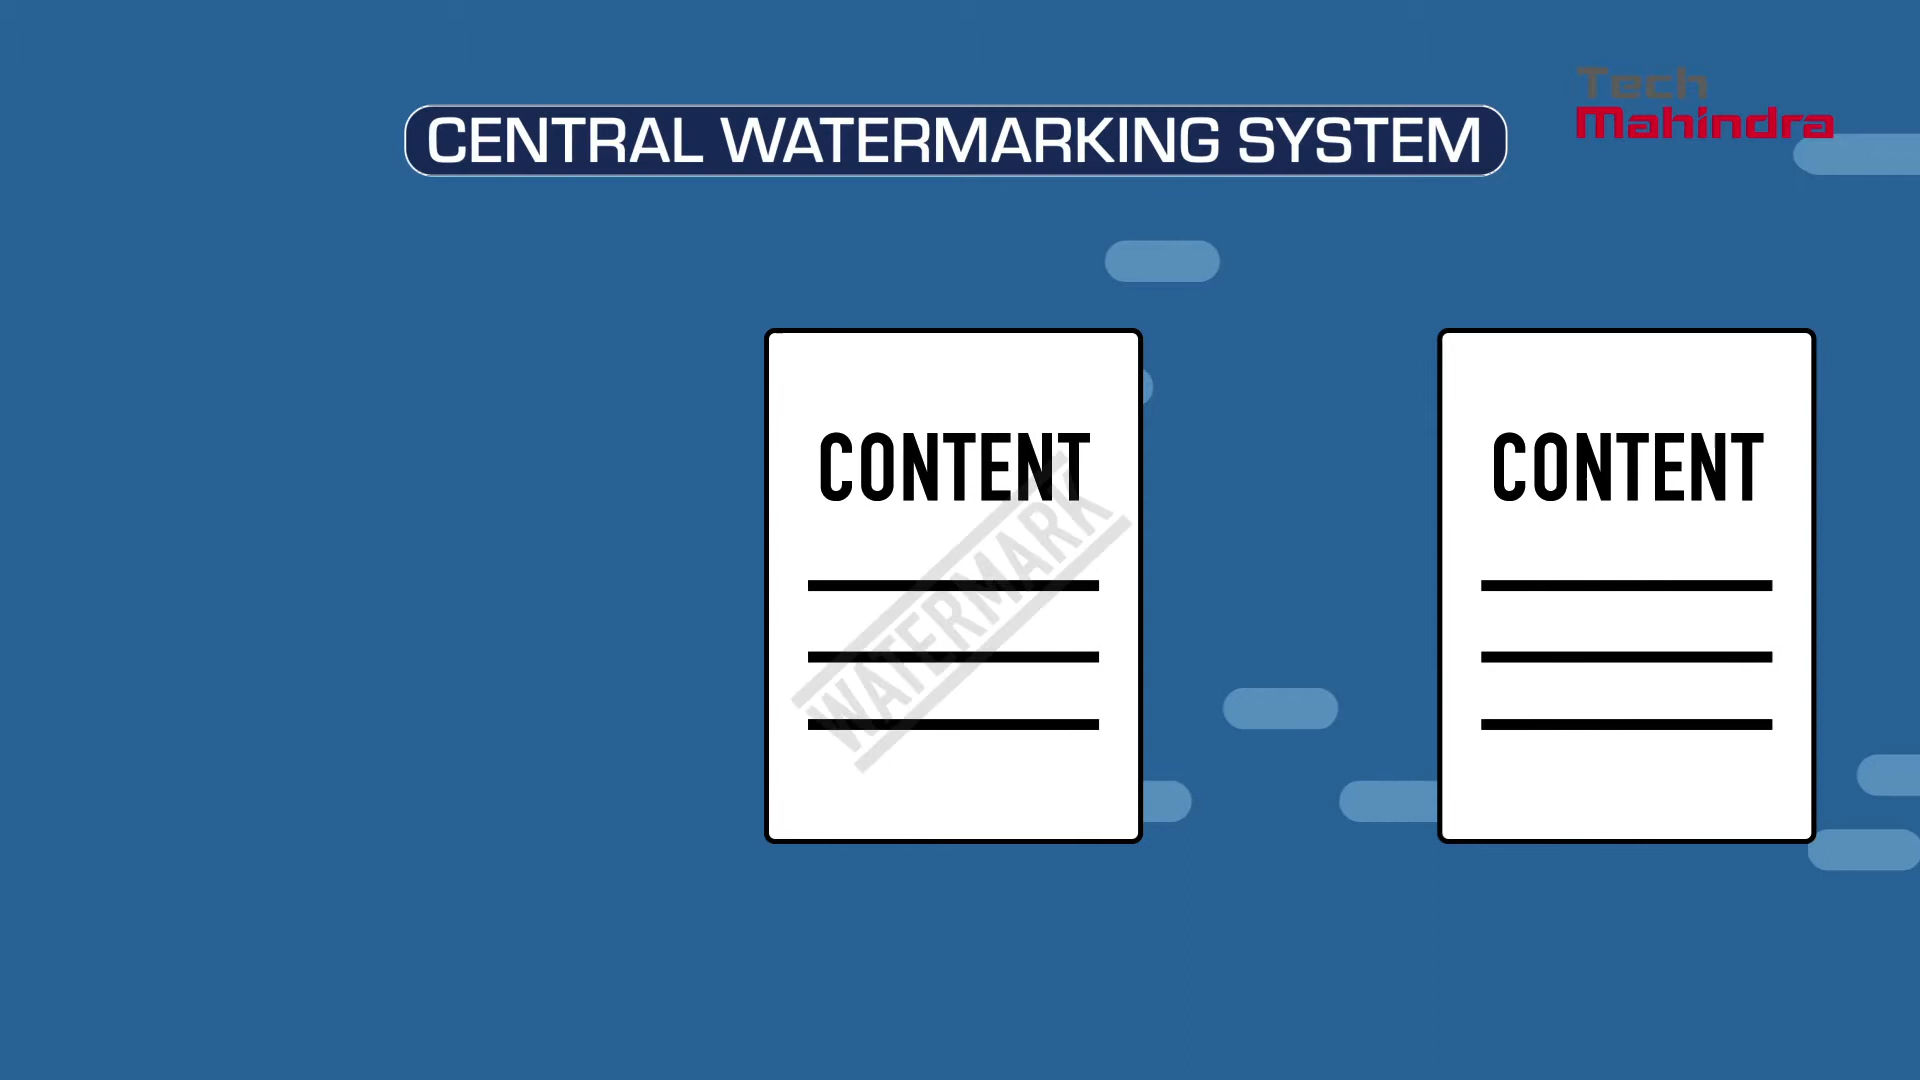 Tech
Mahindra
CENTRAL WATERMARKING SYSTEM
CONTENT
WATERMARK
CONTENT